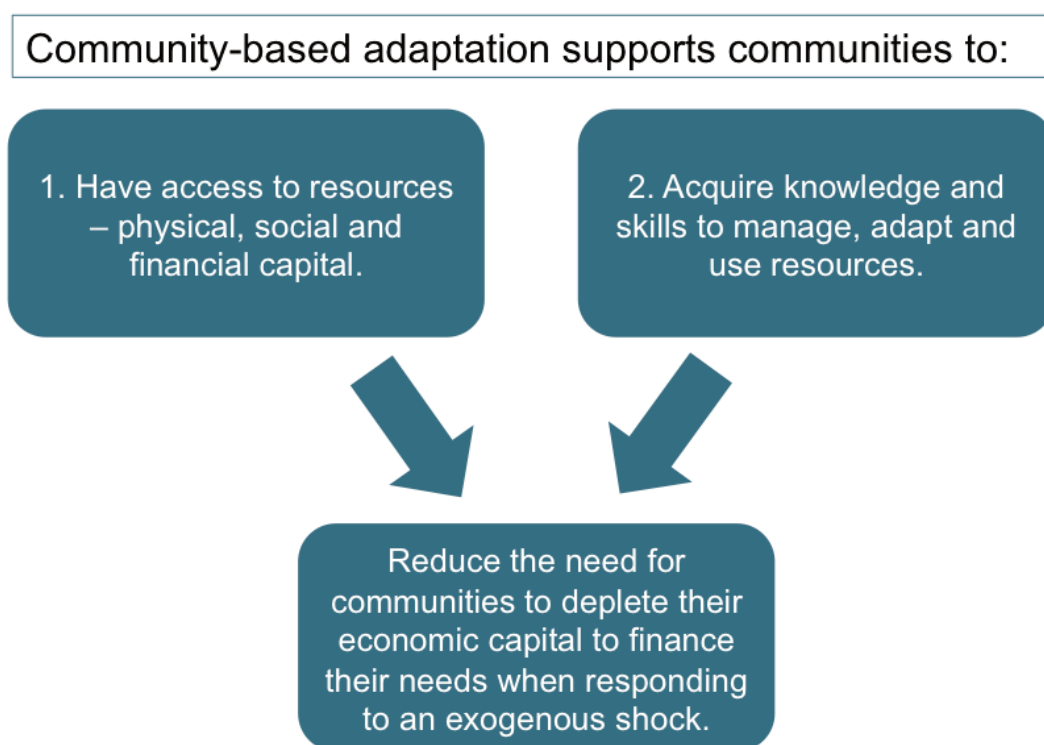 Community-based adaptation supports communities to:
1. Have access to resources
– physical, social and
financial capital.
2. Acquire knowledge and
skills to manage, adapt and
use resources.
Reduce the need for
communities to deplete their
economic capital to finance
their needs when responding
to an exogenous shock.